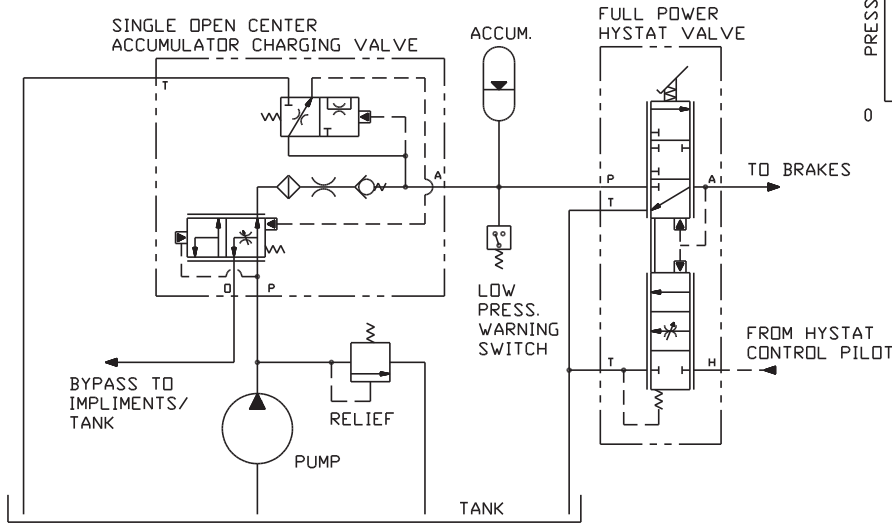 SINGLE OPEN CENTER
ACCUMULATOR CHARGING VALVE
ACCUM.
FULL POWER
HYSTAT VALVE
PRESS
0
T
A
P
T
A
TO BRAKES
O
P
LOW
PRESS.
WARNING
SWITCH
T
H
FROM HYSTAT
CONTROL PILOT
BYPASS TO
IMPLIMENTS/
TANK
RELIEF
PUMP
TANK